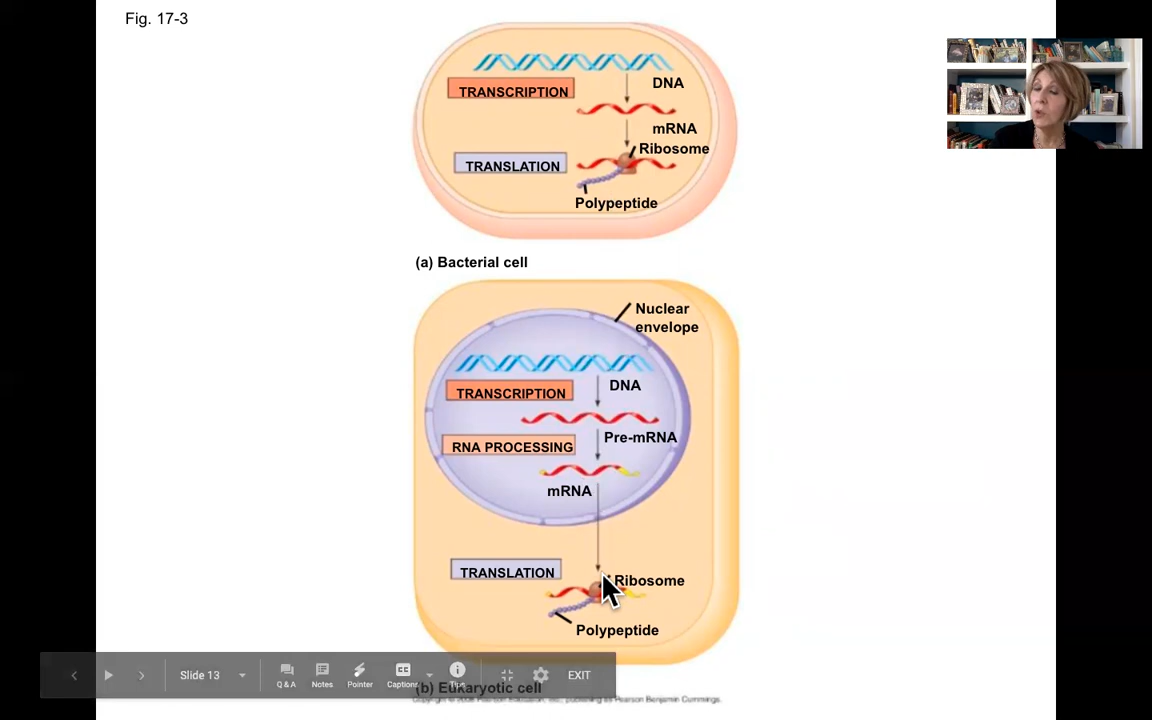 Fig. 17-3
TRANSCRIPTION
DNA
mRNA
Ribosome
TRANSLATION
Polypeptide
(a) Bacterial cell
Nuclear
envelope
TRANSCRIPTION
DNA
RNA PROCESSING
Pre-mRNA
mRNA
TRANSLATION
Ribosome
Polypeptide
Slide 13
Q & A
Notes
Pointer
Captions
EXIT
(b) Eukaryotic cell
Copyright © 2008 Pearson Education, Inc., publishing as Pearson Benjamin Cummings.